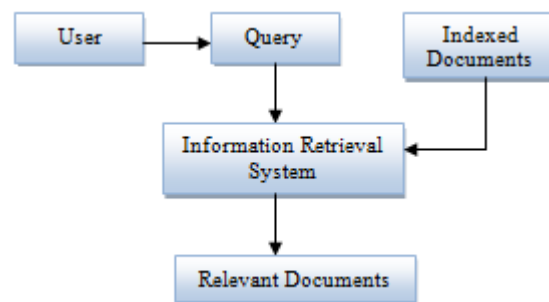 User
Query
Indexed
Documents
Information Retrieval
System
Relevant Documents